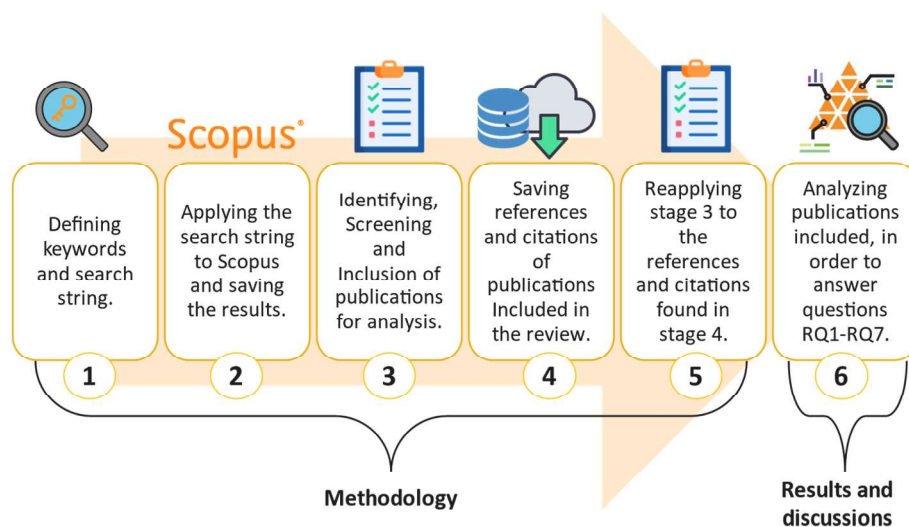 Scopus®
Defining
keywords
and search
string.
Applying the
search string
to Scopus
and saving
the results.
Identifying,
Screening
and
Inclusion of
publications
for analysis.
Saving
references
and citations
of
publications
Included in
the review.
Reapplying
stage 3 to
the
references
and citations
found in
stage 4.
Analyzing
publications
included, in
order to
answer
questions
RQ1-RQ7.
1
2
3
4
5
6
Methodology
Results and
discussions